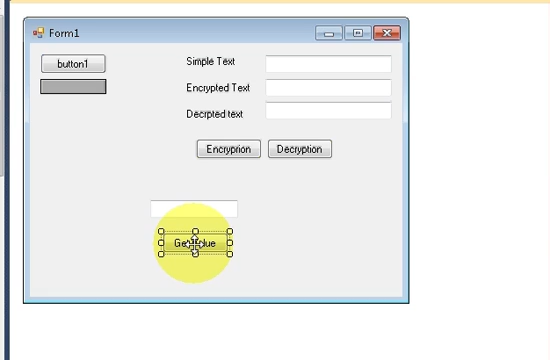 Form1
button1
Simple Text
Encrypted Text
Decrpted text
Encryprion
Decryption